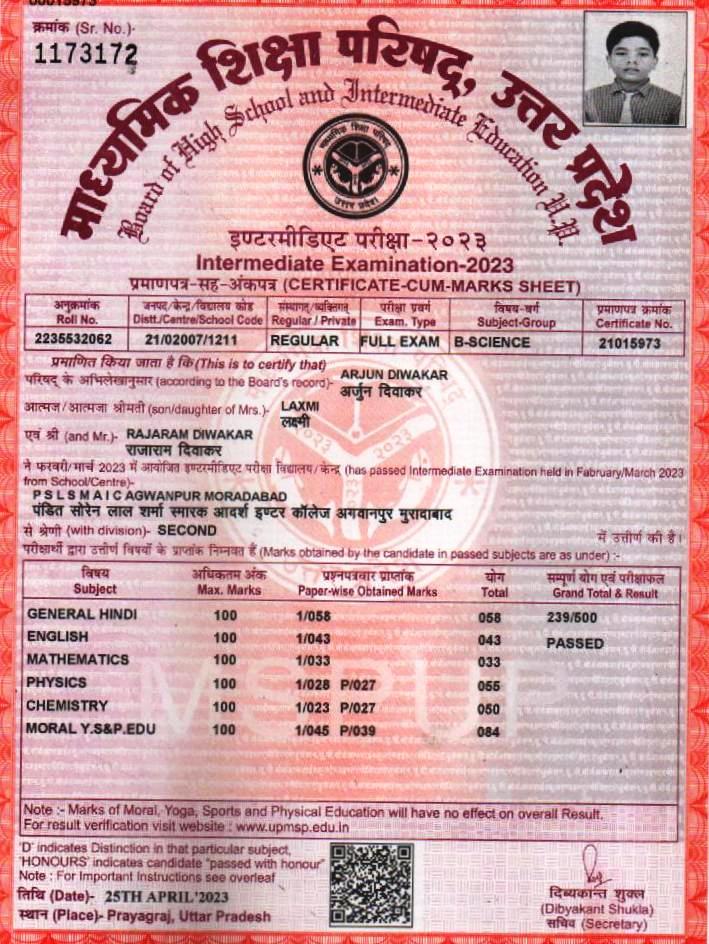 00015973
क्रमांक (Sr. No.)-
1173172
माध्यमिक शिक्षा परिषद्, उत्तर प्रदेश
Board of High School and Intermediate Education U.P.
माध्यमिक शिक्षा परिषद्
उत्तर प्रदेश
इण्टरमीडिएट परीक्षा-२०२३
Intermediate Examination-2023
प्रमाणपत्र-सह-अंकपत्र (CERTIFICATE-CUM-MARKS SHEET)
अनुक्रमांक जनपद/केन्द्र/विद्यालय कोड संस्थागत/व्यक्तिगत परीक्षा प्रवर्ग विषय-वर्ग प्रमाणपत्र क्रमांक
Roll No. Distt./Centre/School Code Regular / Private Exam. Type Subject-Group Certificate No.
2235532062 21/02007/1211 REGULAR FULL EXAM B-SCIENCE 21015973
प्रमाणित किया जाता है कि (This is to certify that)
परिषद् के अभिलेखानुसार (according to the Board's record)- ARJUN DIWAKAR
अर्जुन दिवाकर
आत्मज/आत्मजा श्रीमती (son/daughter of Mrs.)- LAXMI
लक्ष्मी
एवं श्री (and Mr.)- RAJARAM DIWAKAR
राजाराम दिवाकर
ने फरवरी/मार्च 2023 में आयोजित इण्टरमीडिएट परीक्षा विद्यालय/केन्द्र (has passed Intermediate Examination held in Fabruary/March 2023
from School/Centre)-
P S L S M A I C AGWANPUR MORADABAD
पंडित सोरेन लाल शर्मा स्मारक आदर्श इण्टर कॉलेज अगवानपुर मुरादाबाद
से श्रेणी (with division)- SECOND में उत्तीर्ण की है।
परीक्षार्थी द्वारा उत्तीर्ण विषयों के प्राप्तांक निम्नवत हैं (Marks obtained by the candidate in passed subjects are as under) :-
विषय अधिकतम अंक प्रश्नपत्रवार प्राप्तांक योग सम्पूर्ण योग एवं परीक्षाफल
Subject Max. Marks Paper-wise Obtained Marks Total Grand Total & Result
GENERAL HINDI 100 1/058 058 239/500
ENGLISH 100 1/043 043 PASSED
MATHEMATICS 100 1/033 033
PHYSICS 100 1/028 P/027 055
CHEMISTRY 100 1/023 P/027 050
MORAL Y.S&P.EDU 100 1/045 P/039 084
MSPUP
Note :- Marks of Moral, Yoga, Sports and Physical Education will have no effect on overall Result.
For result verification visit website : www.upmsp.edu.in
'D' indicates Distinction in that particular subject,
'HONOURS' indicates candidate "passed with honour"
Note : For Important Instructions see overleaf
तिथि (Date)- 25TH APRIL'2023
स्थान (Place)- Prayagraj, Uttar Pradesh
दिब्यकान्त शुक्ल
(Dibyakant Shukla)
सचिव (Secretary)